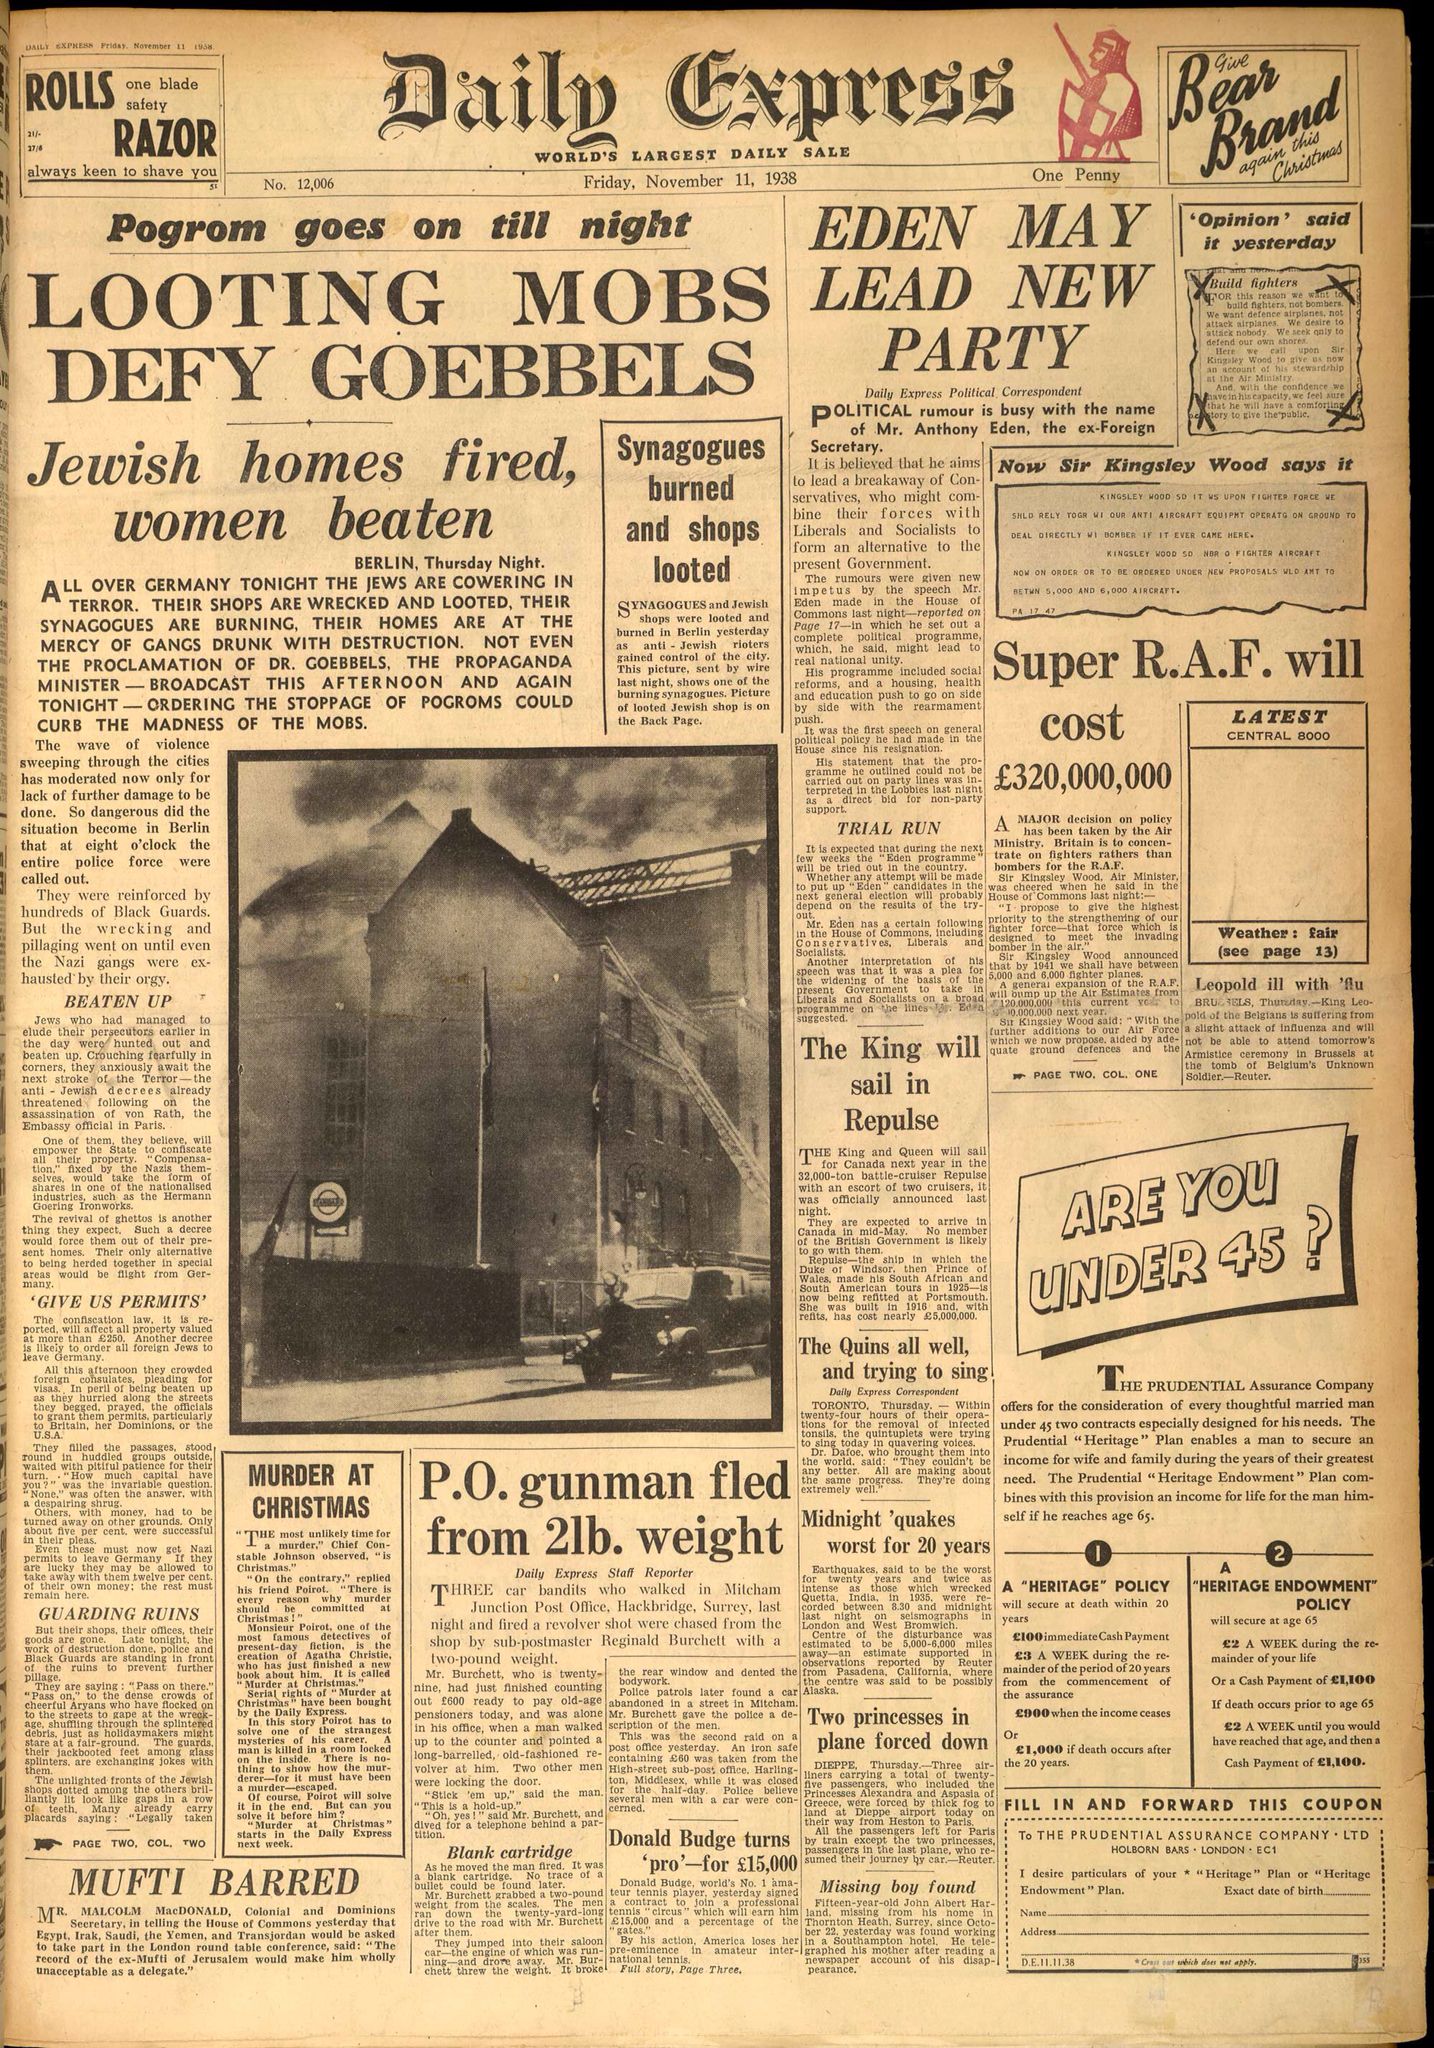 DAILY EXPRESS Friday, November 11 1938.
ROLLS one blade
safety
21/-
27/6
RAZOR
always keen to shave you
Daily Express
WORLD'S LARGEST DAILY SALE
No. 12,006
Friday, November 11, 1938
One Penny
Give
Bear
Brand
again this
Christmas
Pogrom goes on till night
LOOTING MOBS
DEFY GOEBBELS
Jewish homes fired,
women beaten
BERLIN, Thursday Night.
ALL OVER GERMANY TONIGHT THE JEWS ARE COWERING IN
TERROR. THEIR SHOPS ARE WRECKED AND LOOTED, THEIR
SYNAGOGUES ARE BURNING, THEIR HOMES ARE AT THE
MERCY OF GANGS DRUNK WITH DESTRUCTION. NOT EVEN
THE PROCLAMATION OF DR. GOEBBELS, THE PROPAGANDA
MINISTER — BROADCAST THIS AFTERNOON AND AGAIN
TONIGHT — ORDERING THE STOPPAGE OF POGROMS COULD
CURB THE MADNESS OF THE MOBS.
The wave of violence
sweeping through the cities
has moderated now only for
lack of further damage to be
done. So dangerous did the
situation become in Berlin
that at eight o'clock the
entire police force were
called out.
They were reinforced by
hundreds of Black Guards.
But the wrecking and
pillaging went on until even
the Nazi gangs were ex-
hausted by their orgy.
BEATEN UP
Jews who had managed to
elude their persecutors earlier in
the day were hunted out and
beaten up. Crouching fearfully in
corners, they anxiously await the
next stroke of the Terror—the
anti - Jewish decrees already
threatened following on the
assassination of von Rath, the
Embassy official in Paris.
One of them, they believe, will
empower the State to confiscate
all their property. "Compensa-
tion," fixed by the Nazis them-
selves, would take the form of
shares in one of the nationalised
industries, such as the Hermann
Goering Ironworks.
The revival of ghettos is another
thing they expect. Such a decree
would force them out of their pre-
sent homes. Their only alternative
to being herded together in special
areas would be flight from Ger-
many.
'GIVE US PERMITS'
The confiscation law, it is re-
ported, will affect all property valued
at more than £250. Another decree
is likely to order all foreign Jews to
leave Germany.
All this afternoon they crowded
foreign consulates, pleading for
visas. In peril of being beaten up
as they hurried along the streets
they begged, prayed, the officials
to grant them permits, particularly
to Britain, her Dominions, or the
U.S.A.
They filled the passages, stood
round in huddled groups outside,
waited with pitiful patience for their
turn. "How much capital have
you?" was the invariable question.
"None," was often the answer, with
a despairing shrug.
Others, with money, had to be
turned away on other grounds. Only
about five per cent. were successful
in their pleas.
Even these must now get Nazi
permits to leave Germany If they
are lucky they may be allowed to
take away with them twelve per cent.
of their own money; the rest must
remain here.
GUARDING RUINS
But their shops, their offices, their
goods are gone. Late tonight, the
work of destruction done, police and
Black Guards are standing in front
of the ruins to prevent further
pillage.
They are saying: "Pass on there."
"Pass on," to the dense crowds of
cheerful Aryans who have flocked on
to the streets to gape at the wreck-
age, shuffling through the splintered
debris, just as holidaymakers might
stare at a fair-ground. The guards,
their jackbooted feet among glass
splinters, are exchanging jokes with
them.
The unlighted fronts of the Jewish
shops dotted among the others bril-
liantly lit look like gaps in a row
of teeth. Many already carry
placards saying: "Legally taken
PAGE TWO, COL. TWO
Synagogues
burned
and shops
looted
SYNAGOGUES and Jewish
shops were looted and
burned in Berlin yesterday
as anti - Jewish rioters
gained control of the city.
This picture, sent by wire
last night, shows one of the
burning synagogues. Picture
of looted Jewish shop is on
the Back Page.
MURDER AT
CHRISTMAS
"THE most unlikely time for
a murder," Chief Con-
stable Johnson observed, "is
Christmas."
"On the contrary," replied
his friend Poirot. "There is
every reason why murder
should be committed at
Christmas!"
Monsieur Poirot, one of the
most famous detectives of
present-day fiction, is the
creation of Agatha Christie,
who has just finished a new
book about him. It is called
"Murder at Christmas."
Serial rights of "Murder at
Christmas" have been bought
by the Daily Express.
In this story Poirot has to
solve one of the strangest
mysteries of his career. A
man is killed in a room locked
on the inside. There is no-
thing to show how the mur-
derer—for it must have been
a murder—escaped.
Of course, Poirot will solve
it in the end. But can you
solve it before him?
"Murder at Christmas"
starts in the Daily Express
next week.
MUFTI BARRED
MR. MALCOLM MacDONALD, Colonial and Dominions
Secretary, in telling the House of Commons yesterday that
Egypt, Irak, Saudi, the Yemen, and Transjordan would be asked
to take part in the London round table conference, said: "The
record of the ex-Mufti of Jerusalem would make him wholly
unacceptable as a delegate."
P.O. gunman fled
from 2lb. weight
Daily Express Staff Reporter
THREE car bandits who walked in Mitcham
Junction Post Office, Hackbridge, Surrey, last
night and fired a revolver shot were chased from the
shop by sub-postmaster Reginald Burchett with a
two-pound weight.
Mr. Burchett, who is twenty-
nine, had just finished counting
out £600 ready to pay old-age
pensioners today, and was alone
in his office, when a man walked
up to the counter and pointed a
long-barrelled, old-fashioned re-
volver at him. Two other men
were locking the door.
"Stick 'em up," said the man.
"This is a hold-up."
"Oh, yes!" said Mr. Burchett, and
dived for a telephone behind a par-
tition.
Blank cartridge
As he moved the man fired. It was
a blank cartridge. No trace of a
bullet could be found later.
Mr. Burchett grabbed a two-pound
weight from the scales. The men
ran down the twenty-yard-long
drive to the road with Mr. Burchett
after them.
They jumped into their saloon
car—the engine of which was run-
ning—and drove away. Mr. Bur-
chett threw the weight. It broke
the rear window and dented the
bodywork.
Police patrols later found a car
abandoned in a street in Mitcham.
Mr. Burchett gave the police a de-
scription of the men.
This was the second raid on a
post office yesterday. An iron safe
containing £60 was taken from the
High-street sub-post office. Harling-
ton, Middlesex, while it was closed
for the half-day. Police believe
several men with a car were con-
cerned.
Donald Budge turns
'pro'—for £15,000
Donald Budge, world's No. 1 ama-
teur tennis player, yesterday signed
a contract to join a professional
tennis "circus" which will earn him
£15,000 and a percentage of the
"gates."
By his action, America loses her
pre-eminence in amateur inter-
national tennis.
Full story, Page Three.
EDEN MAY
LEAD NEW
PARTY
Daily Express Political Correspondent
POLITICAL rumour is busy with the name
of Mr. Anthony Eden, the ex-Foreign
Secretary.
It is believed that he aims
to lead a breakaway of Con-
servatives, who might com-
bine their forces with
Liberals and Socialists to
form an alternative to the
present Government.
The rumours were given new
impetus by the speech Mr.
Eden made in the House of
Commons last night—reported on
Page 17—in which he set out a
complete political programme,
which, he said, might lead to
real national unity.
His programme included social
reforms, and a housing, health
and education push to go on side
by side with the rearmament
push.
It was the first speech on general
political policy he had made in the
House since his resignation.
His statement that the pro-
gramme he outlined could not be
carried out on party lines was in-
terpreted in the Lobbies last night
as a direct bid for non-party
support.
TRIAL RUN
It is expected that during the next
few weeks the "Eden programme"
will be tried out in the country.
Whether any attempt will be made
to put up "Eden" candidates in the
next general election will probably
depend on the results of the try-
out.
Mr. Eden has a certain following
in the House of Commons, including
Conservatives, Liberals and
Socialists.
Another interpretation of his
speech was that it was a plea for
the widening of the basis of the
present Government to take in
Liberals and Socialists on a broad
programme on the lines Mr. Eden
suggested.
The King will
sail in
Repulse
THE King and Queen will sail
for Canada next year in the
32,000-ton battle-cruiser Repulse
with an escort of two cruisers, it
was officially announced last
night.
They are expected to arrive in
Canada in mid-May. No member
of the British Government is likely
to go with them.
Repulse—the ship in which the
Duke of Windsor, then Prince of
Wales, made his South African and
South American tours in 1925—is
now being refitted at Portsmouth.
She was built in 1916 and, with
refits, has cost nearly £5,000,000.
The Quins all well,
and trying to sing
Daily Express Correspondent
TORONTO, Thursday. — Within
twenty-four hours of their opera-
tions for the removal of infected
tonsils, the quintuplets were trying
to sing today in quavering voices.
Dr. Dafoe, who brought them into
the world, said: "They couldn't be
any better. All are making about
the same progress. They're doing
extremely well."
Midnight 'quakes
worst for 20 years
Earthquakes, said to be the worst
for twenty years and twice as
intense as those which wrecked
Quetta, India, in 1935, were re-
corded between 8.30 and midnight
last night on seismographs in
London and West Bromwich.
Centre of the disturbance was
estimated to be 5,000-6,000 miles
away—an estimate supported in
observations reported by Reuter
from Pasadena, California, where
the centre was said to be possibly
Alaska.
Two princesses in
plane forced down
DIEPPE, Thursday.—Three air-
liners carrying a total of twenty-
five passengers, who included the
Princesses Alexandra and Aspasia of
Greece, were forced by thick fog to
land at Dieppe airport today on
their way from Heston to Paris.
All the passengers left for Paris
by train except the two princesses,
passengers in the last plane, who re-
sumed their journey by car.—Reuter.
Missing boy found
Fifteen-year-old John Albert Har-
land, missing from his home in
Thornton Heath, Surrey, since Octo-
ber 22, yesterday was found working
in a Southampton hotel. He tele-
graphed his mother after reading a
newspaper account of his disap-
pearance.
'Opinion' said
it yesterday
Build fighters
FOR this reason we want to
build fighters, not bombers.
We want defence airplanes, not
attack airplanes. We desire to
attack nobody. We seek only to
defend our own shores.
Here we call upon Sir
Kingsley Wood to give us now
an account of his stewardship
at the Air Ministry.
And, with the confidence we
have in his capacity, we feel sure
that he will have a comforting
story to give the public.
Now Sir Kingsley Wood says it
KINGSLEY WOOD SD IT WS UPON FIGHTER FORCE WE
SHLD RELY TOGR WI OUR ANTI AIRCRAFT EQUIPMT OPERATG ON GROUND TO
DEAL DIRECTLY WI BOMBER IF IT EVER CAME HERE.
KINGSLEY WOOD SD NBR O FIGHTER AIRCRAFT
NOW ON ORDER OR TO BE ORDERED UNDER NEW PROPOSALS WLD AMT TO
BETWN 5,000 AND 6,000 AIRCRAFT.
PA 17 47
Super R.A.F. will
cost
£320,000,000
A MAJOR decision on policy
has been taken by the Air
Ministry. Britain is to concen-
trate on fighters rathers than
bombers for the R.A.F.
Sir Kingsley Wood, Air Minister,
was cheered when he said in the
House of Commons last night:—
"I propose to give the highest
priority to the strengthening of our
fighter force—that force which is
designed to meet the invading
bomber in the air."
Sir Kingsley Wood announced
that by 1941 we shall have between
5,000 and 6,000 fighter planes.
A general expansion of the R.A.F.
will bump up the Air Estimates from
£120,000,000 this current year to
next year.
Sir Kingsley Wood said: "With the
further additions to our Air Force
which we now propose, aided by ade-
quate ground defences and the
PAGE TWO, COL. ONE
LATEST
CENTRAL 8000
Weather: fair
(see page 13)
Leopold ill with 'flu
BRUSSELS, Thursday.—King Leo-
pold of the Belgians is suffering from
a slight attack of influenza and will
not be able to attend tomorrow's
Armistice ceremony in Brussels at
the tomb of Belgium's Unknown
Soldier.—Reuter.
ARE YOU
UNDER 45?
THE PRUDENTIAL Assurance Company
offers for the consideration of every thoughtful married man
under 45 two contracts especially designed for his needs. The
Prudential "Heritage" Plan enables a man to secure an
income for wife and family during the years of their greatest
need. The Prudential "Heritage Endowment" Plan com-
bines with this provision an income for life for the man him-
self if he reaches age 65.
1
A "HERITAGE" POLICY
will secure at death within 20
years
£100 immediate Cash Payment
£3 A WEEK during the re-
mainder of the period of 20 years
from the commencement of
the assurance
£900 when the income ceases
Or
£1,000 if death occurs after
the 20 years.
2
A
"HERITAGE ENDOWMENT"
POLICY
will secure at age 65
£2 A WEEK during the re-
mainder of your life
Or a Cash Payment of £1,100
If death occurs prior to age 65
£2 A WEEK until you would
have reached that age, and then a
Cash Payment of £1,100.
FILL IN AND FORWARD THIS COUPON
To THE PRUDENTIAL ASSURANCE COMPANY · LTD
HOLBORN BARS · LONDON · EC1
I desire particulars of your * "Heritage" Plan or "Heritage
Endowment" Plan. Exact date of birth
Name
Address
D.E.11.11.38
* Cross out which does not apply.